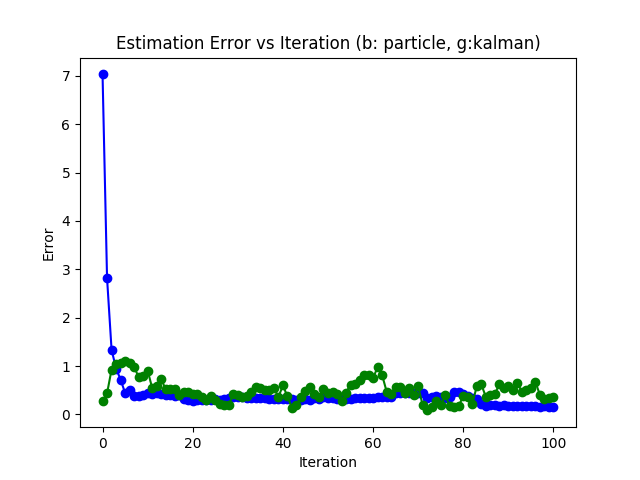 Estimation Error vs Iteration (b: particle, g:kalman)
7
6
5
4
3
2
1
0
Error
0 20 40 60 80 100
Iteration